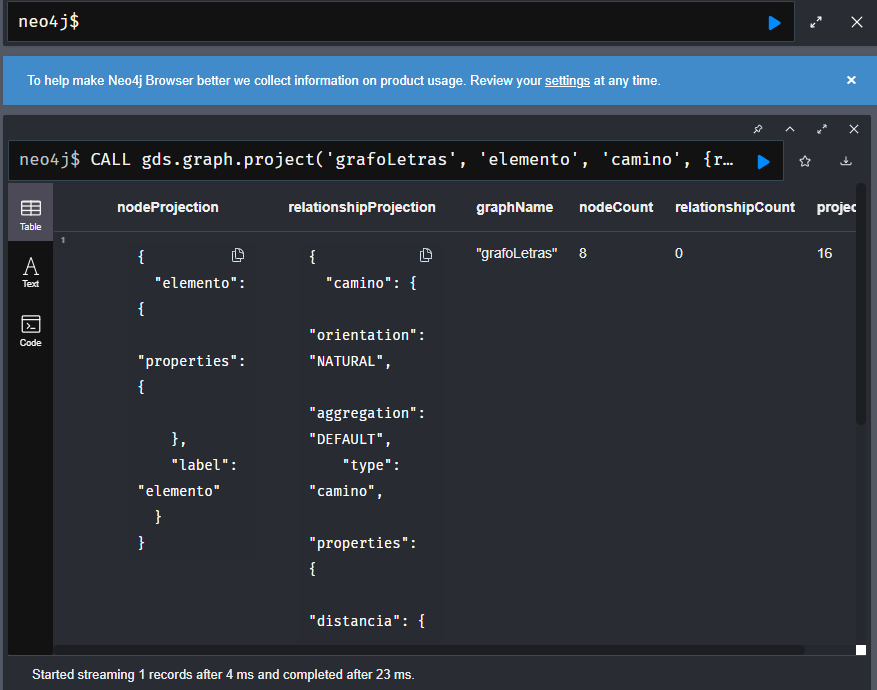 neo4j$
To help make Neo4j Browser better we collect information on product usage. Review your settings at any time.
neo4j$ CALL gds.graph.project('grafoLetras', 'elemento', 'camino', {r…
Table
Text
Code
nodeProjection relationshipProjection graphName nodeCount relationshipCount projec
1
{
"elemento":
{
"properties":
{
},
"label":
"elemento"
}
}
{
"camino": {
"orientation":
"NATURAL",
"aggregation":
"DEFAULT",
"type":
"camino",
"properties":
{
"distancia": {
"grafoLetras" 8 0 16
Started streaming 1 records after 4 ms and completed after 23 ms.